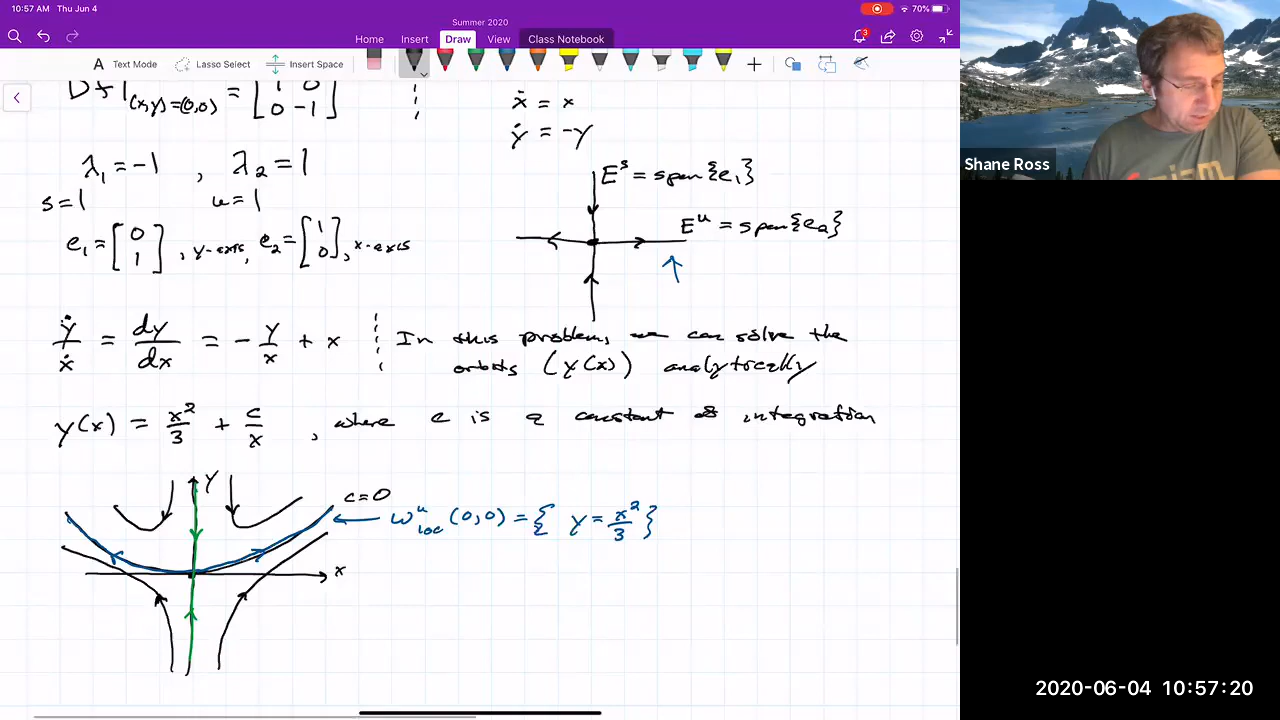 10:57 AM Thu Jun 4
70%
Summer 2020
Home Insert Draw View Class Notebook
3
A Text Mode Lasso Select Insert Space
Df|(x,y)=(0,0) = [1 0
0 -1]
ẋ = x
ẏ = -y
λ1 = -1 , λ2 = 1
s=1 u=1
e1 = [0
1] , y-axis, e2 = [1
0] , x-axis
E^s = span{e1}
E^u = span{e2}
ẏ/ẋ = dy/dx = -y/x + x
In this problem, we can solve the
orbits (y(x)) analytically
y(x) = x²/3 + c/x , where c is a constant of integration
y
c=0
W^u_loc (0,0) = { y = x²/3 }
x
Shane Ross
2020-06-04 10:57:20